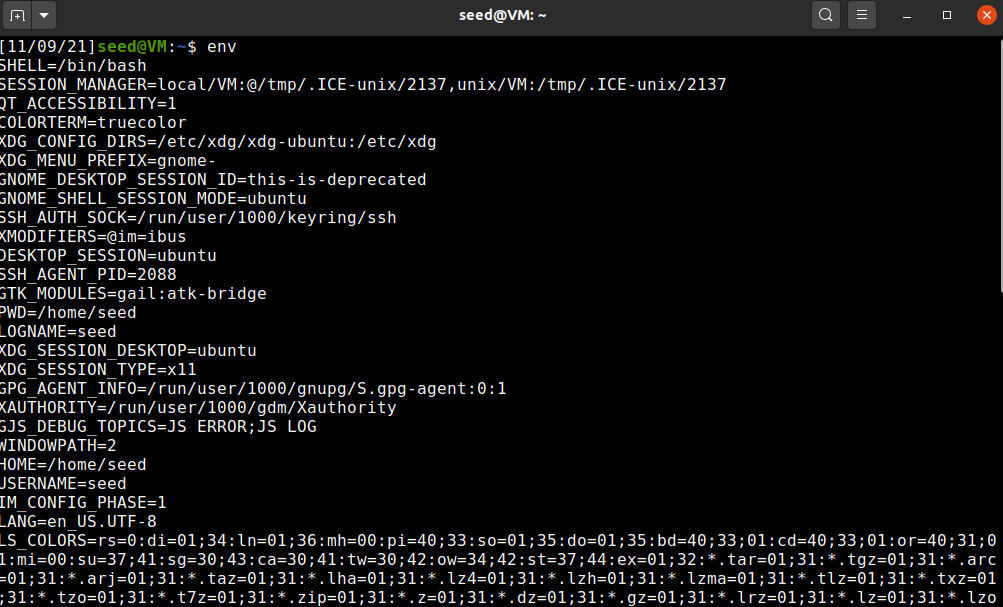 seed@VM: ~
[11/09/21]seed@VM:~$ env
SHELL=/bin/bash
SESSION_MANAGER=local/VM:@/tmp/.ICE-unix/2137,unix/VM:/tmp/.ICE-unix/2137
QT_ACCESSIBILITY=1
COLORTERM=truecolor
XDG_CONFIG_DIRS=/etc/xdg/xdg-ubuntu:/etc/xdg
XDG_MENU_PREFIX=gnome-
GNOME_DESKTOP_SESSION_ID=this-is-deprecated
GNOME_SHELL_SESSION_MODE=ubuntu
SSH_AUTH_SOCK=/run/user/1000/keyring/ssh
XMODIFIERS=@im=ibus
DESKTOP_SESSION=ubuntu
SSH_AGENT_PID=2088
GTK_MODULES=gail:atk-bridge
PWD=/home/seed
LOGNAME=seed
XDG_SESSION_DESKTOP=ubuntu
XDG_SESSION_TYPE=x11
GPG_AGENT_INFO=/run/user/1000/gnupg/S.gpg-agent:0:1
XAUTHORITY=/run/user/1000/gdm/Xauthority
GJS_DEBUG_TOPICS=JS ERROR;JS LOG
WINDOWPATH=2
HOME=/home/seed
USERNAME=seed
IM_CONFIG_PHASE=1
LANG=en_US.UTF-8
LS_COLORS=rs=0:di=01;34:ln=01;36:mh=00:pi=40;33:so=01;35:do=01;35:bd=40;33;01:cd=40;33;01:or=40;31;0
1:mi=00:su=37;41:sg=30;43:ca=30;41:tw=30;42:ow=34;42:st=37;44:ex=01;32:*.tar=01;31:*.tgz=01;31:*.arc
=01;31:*.arj=01;31:*.taz=01;31:*.lha=01;31:*.lz4=01;31:*.lzh=01;31:*.lzma=01;31:*.tlz=01;31:*.txz=01
;31:*.tzo=01;31:*.t7z=01;31:*.zip=01;31:*.z=01;31:*.dz=01;31:*.gz=01;31:*.lrz=01;31:*.lz=01;31:*.lzo